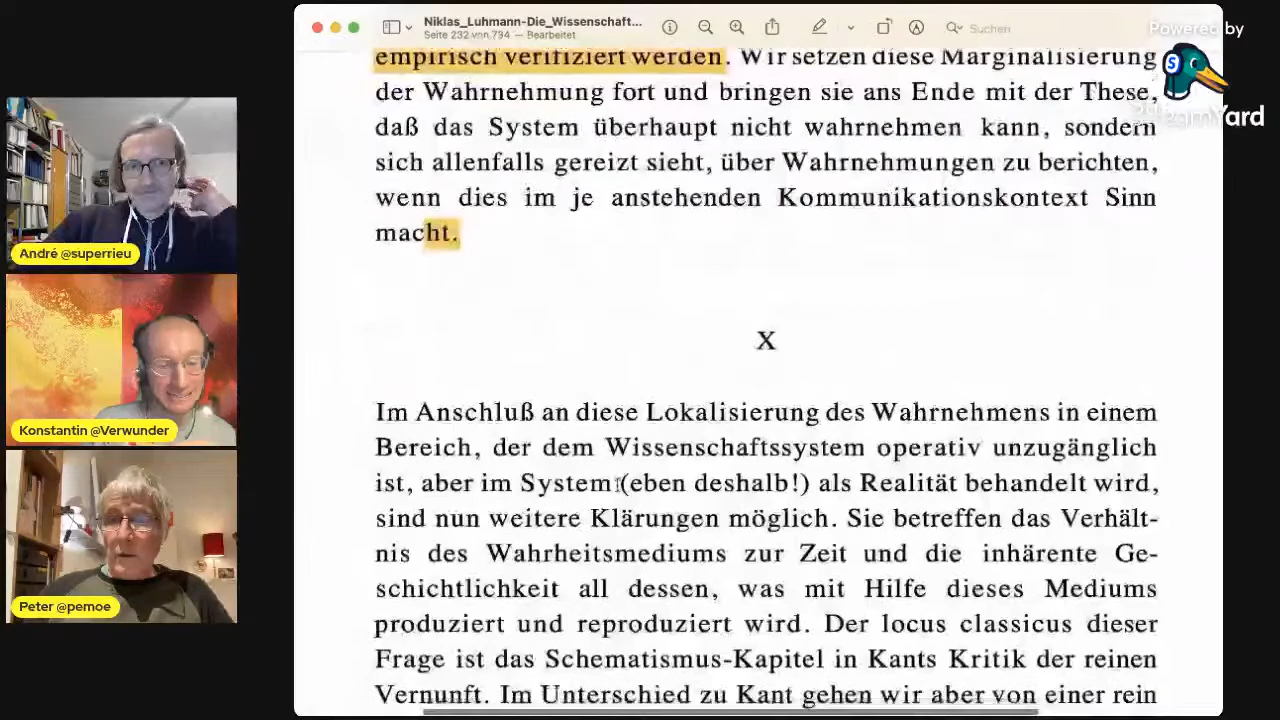 Niklas_Luhmann-Die_Wissenschaft...
Seite 232 von 734 — Bearbeitet
Suchen
Powered by
StreamYard
empirisch verifiziert werden. Wir setzen diese Marginalisierung
der Wahrnehmung fort und bringen sie ans Ende mit der These,
daß das System überhaupt nicht wahrnehmen kann, sondern
sich allenfalls gereizt sieht, über Wahrnehmungen zu berichten,
wenn dies im je anstehenden Kommunikationskontext Sinn
macht.
X
Im Anschluß an diese Lokalisierung des Wahrnehmens in einem
Bereich, der dem Wissenschaftssystem operativ unzugänglich
ist, aber im System (eben deshalb!) als Realität behandelt wird,
sind nun weitere Klärungen möglich. Sie betreffen das Verhält-
nis des Wahrheitsmediums zur Zeit und die inhärente Ge-
schichtlichkeit all dessen, was mit Hilfe dieses Mediums
produziert und reproduziert wird. Der locus classicus dieser
Frage ist das Schematismus-Kapitel in Kants Kritik der reinen
Vernunft. Im Unterschied zu Kant gehen wir aber von einer rein
André @superrieu
Konstantin @Verwunder
Peter @pemoe